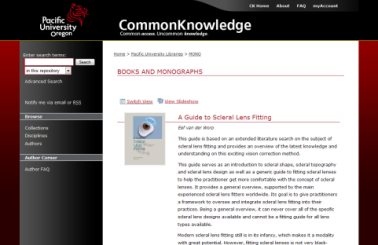 CK Home About FAQ myAccount
Pacific
University
Oregon
CommonKnowledge
Common access Uncommon knowledge
Enter search terms:
Search
in this repository
Advanced Search
Notify me via email or RSS
Browse
Collections
Disciplines
Authors
Author Corner
Author FAQ
Home > Pacific University Libraries > MONO
BOOKS AND MONOGRAPHS
Switch View View Slideshow
A Guide to Scleral Lens Fitting
Eef van der Worp
This guide is based on an extended literature search on the subject of
scleral lens fitting and provides an overview of the latest knowledge and
understanding on this exciting vision correction method.
This guide serves as an introduction to scleral shape, scleral topography
and scleral lens design as well as a generic guide to fitting scleral lenses
to help the practitioner get more comfortable with the concept of scleral
lenses. It provides a general overview, supported by the main
experienced scleral lens fitters worldwide. Its goal is to give practitioners
a framework to oversee and integrate scleral lens fitting into their
practices. Being a general overview, it can never cover all of the specific
scleral lens designs available and cannot be a fitting guide for all lens
types available.
Modern scleral lens fitting still is in its infancy, which makes it a modality
with great potential. However, fitting scleral lenses is not very black-